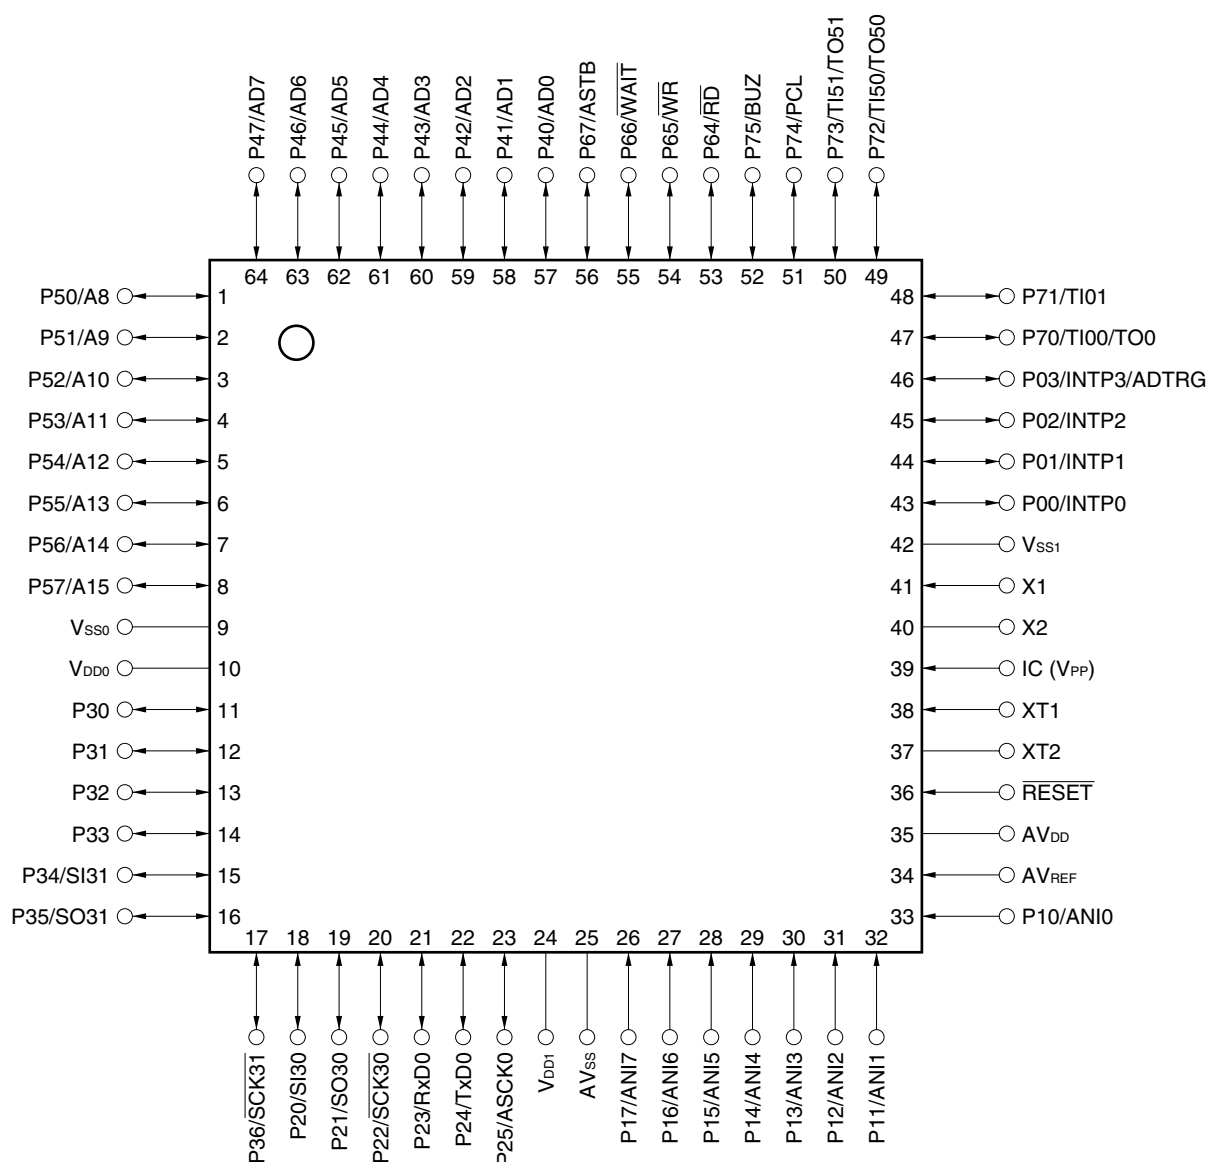 P47/AD7
P46/AD6
P45/AD5
P44/AD4
P43/AD3
P42/AD2
P41/AD1
P40/AD0
P67/ASTB
P66/W̅A̅I̅T̅
P65/W̅R̅
P64/R̅D̅
P75/BUZ
P74/PCL
P73/TI51/TO51
P72/TI50/TO50
64 63 62 61 60 59 58 57 56 55 54 53 52 51 50 49
P50/A8 1
P51/A9 2
P52/A10 3
P53/A11 4
P54/A12 5
P55/A13 6
P56/A14 7
P57/A15 8
VSS0 9
VDD0 10
P30 11
P31 12
P32 13
P33 14
P34/SI31 15
P35/SO31 16
48 P71/TI01
47 P70/TI00/TO0
46 P03/INTP3/ADTRG
45 P02/INTP2
44 P01/INTP1
43 P00/INTP0
42 VSS1
41 X1
40 X2
39 IC (VPP)
38 XT1
37 XT2
36 R̅E̅S̅E̅T̅
35 AVDD
34 AVREF
33 P10/ANI0
17 18 19 20 21 22 23 24 25 26 27 28 29 30 31 32
P36/S̅C̅K̅3̅1̅
P20/SI30
P21/SO30
P22/S̅C̅K̅3̅0̅
P23/RxD0
P24/TxD0
P25/ASCK0
VDD1
AVSS
P17/ANI7
P16/ANI6
P15/ANI5
P14/ANI4
P13/ANI3
P12/ANI2
P11/ANI1